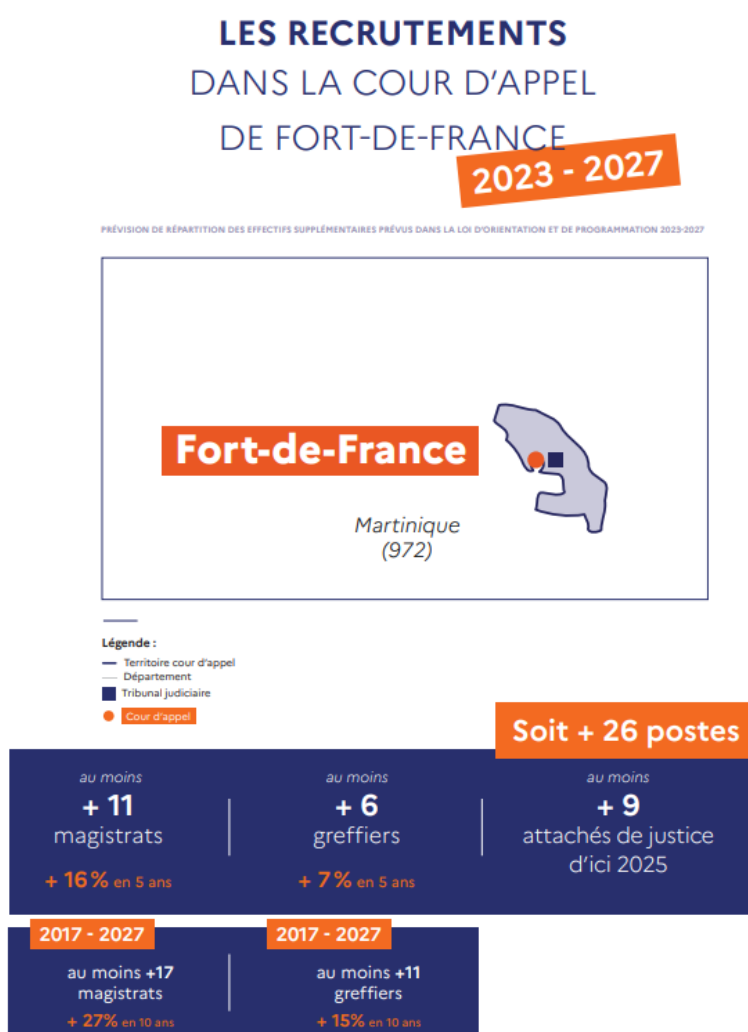 LES RECRUTEMENTS
DANS LA COUR D'APPEL
DE FORT-DE-FRANCE
2023 - 2027
PRÉVISION DE RÉPARTITION DES EFFECTIFS SUPPLÉMENTAIRES PRÉVUS DANS LA LOI D'ORIENTATION ET DE PROGRAMMATION 2023-2027
Fort-de-France
Martinique
(972)
Légende :
Territoire cour d'appel
Département
Tribunal judiciaire
Cour d'appel
Soit + 26 postes
au moins
+ 11
magistrats
+ 16% en 5 ans
au moins
+ 6
greffiers
+ 7% en 5 ans
au moins
+ 9
attachés de justice
d'ici 2025
2017 - 2027
au moins +17
magistrats
+ 27% en 10 ans
2017 - 2027
au moins +11
greffiers
+ 15% en 10 ans